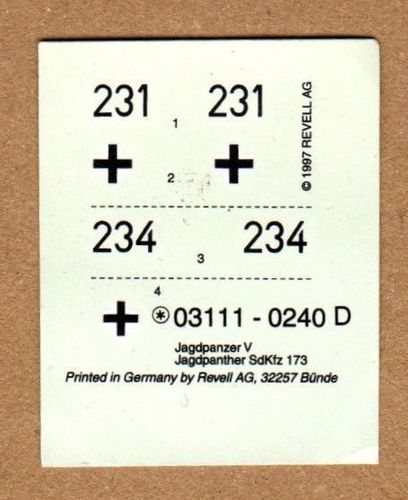 231 231
1
© 1997 REVELL AG
2
234 234
3
4
03111 - 0240 D
Jagdpanzer V
Jagdpanther SdKfz 173
Printed in Germany by Revell AG, 32257 Bünde